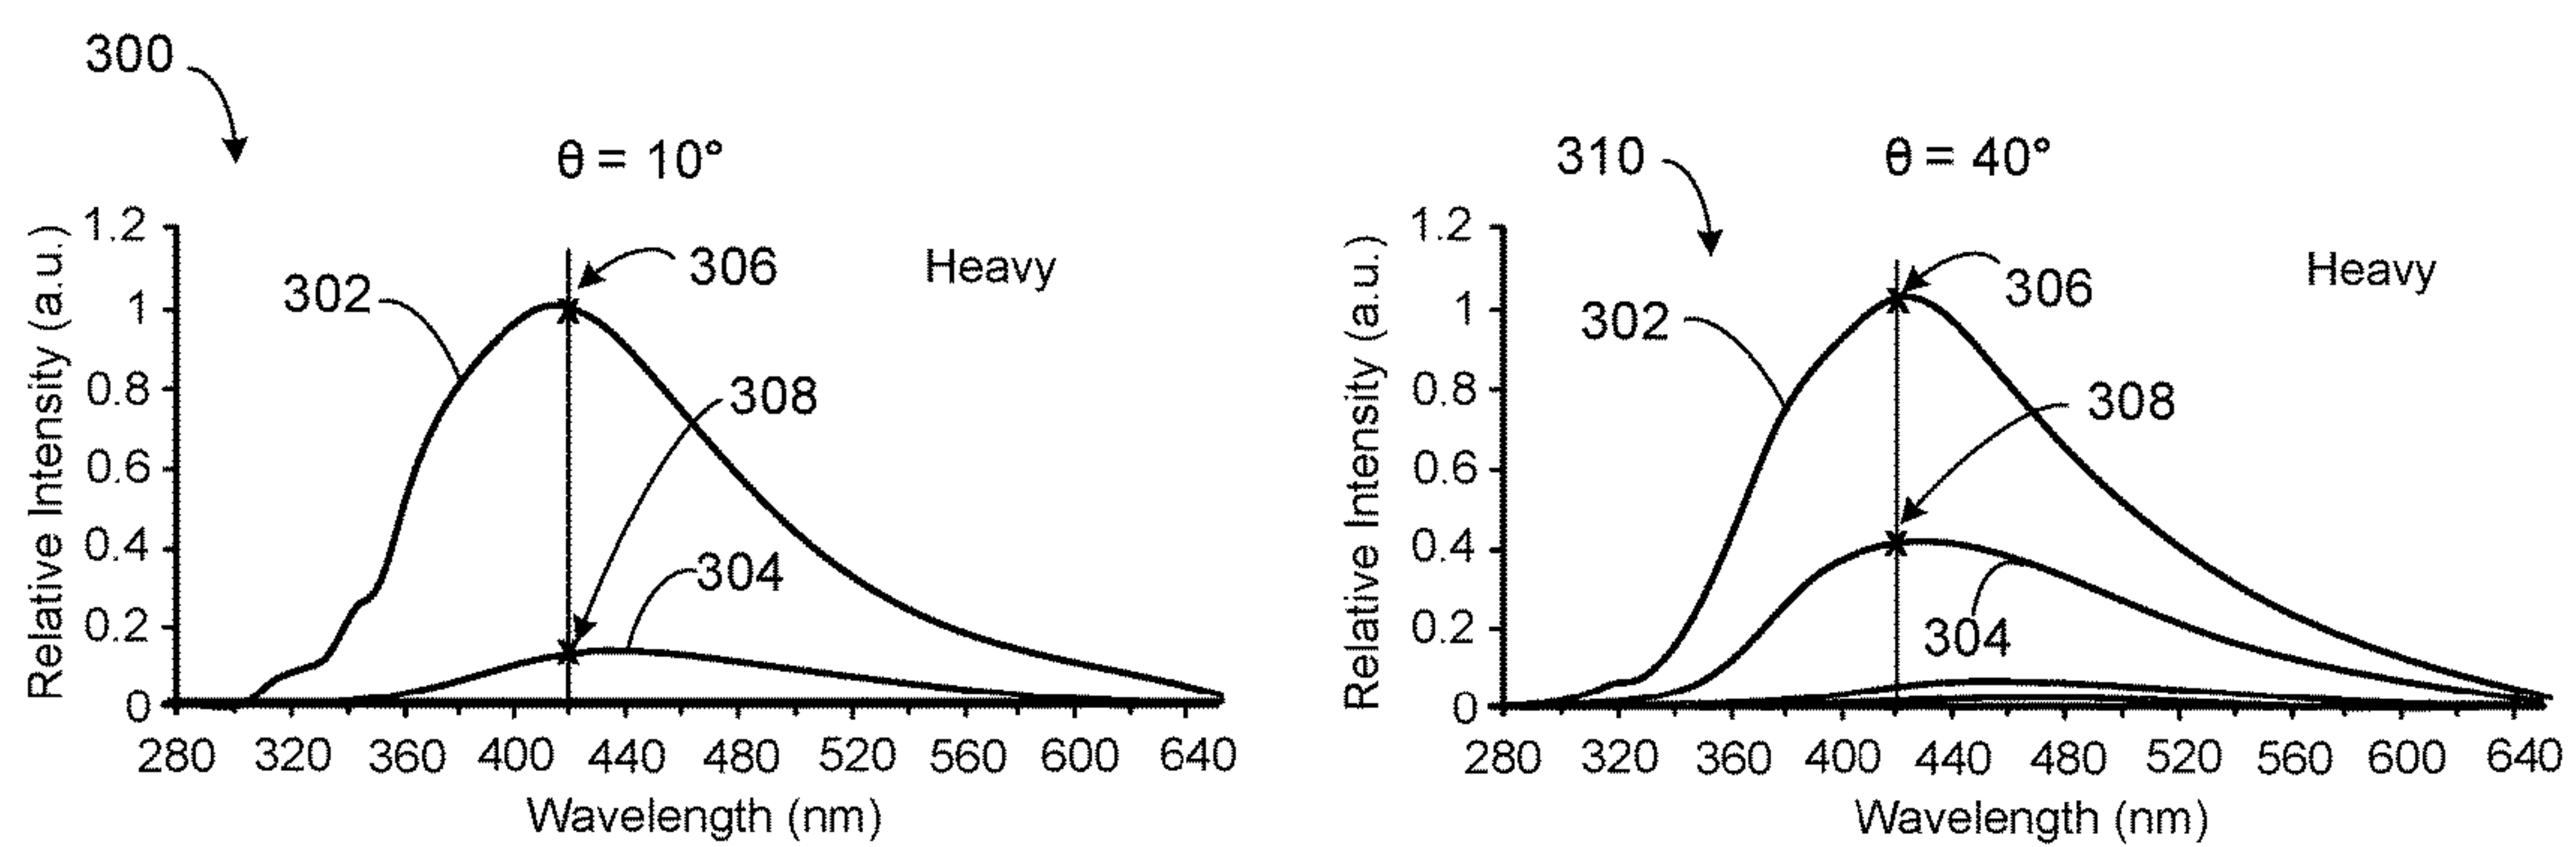 300
θ = 10°
1.2
1
0.8
0.6
0.4
0.2
0
Relative Intensity (a.u.)
302
306
Heavy
308
304
280 320 360 400 440 480 520 560 600 640
Wavelength (nm)
310
θ = 40°
1.2
1
0.8
0.6
0.4
0.2
0
Relative Intensity (a.u.)
302
306
Heavy
308
304
280 320 360 400 440 480 520 560 600 640
Wavelength (nm)